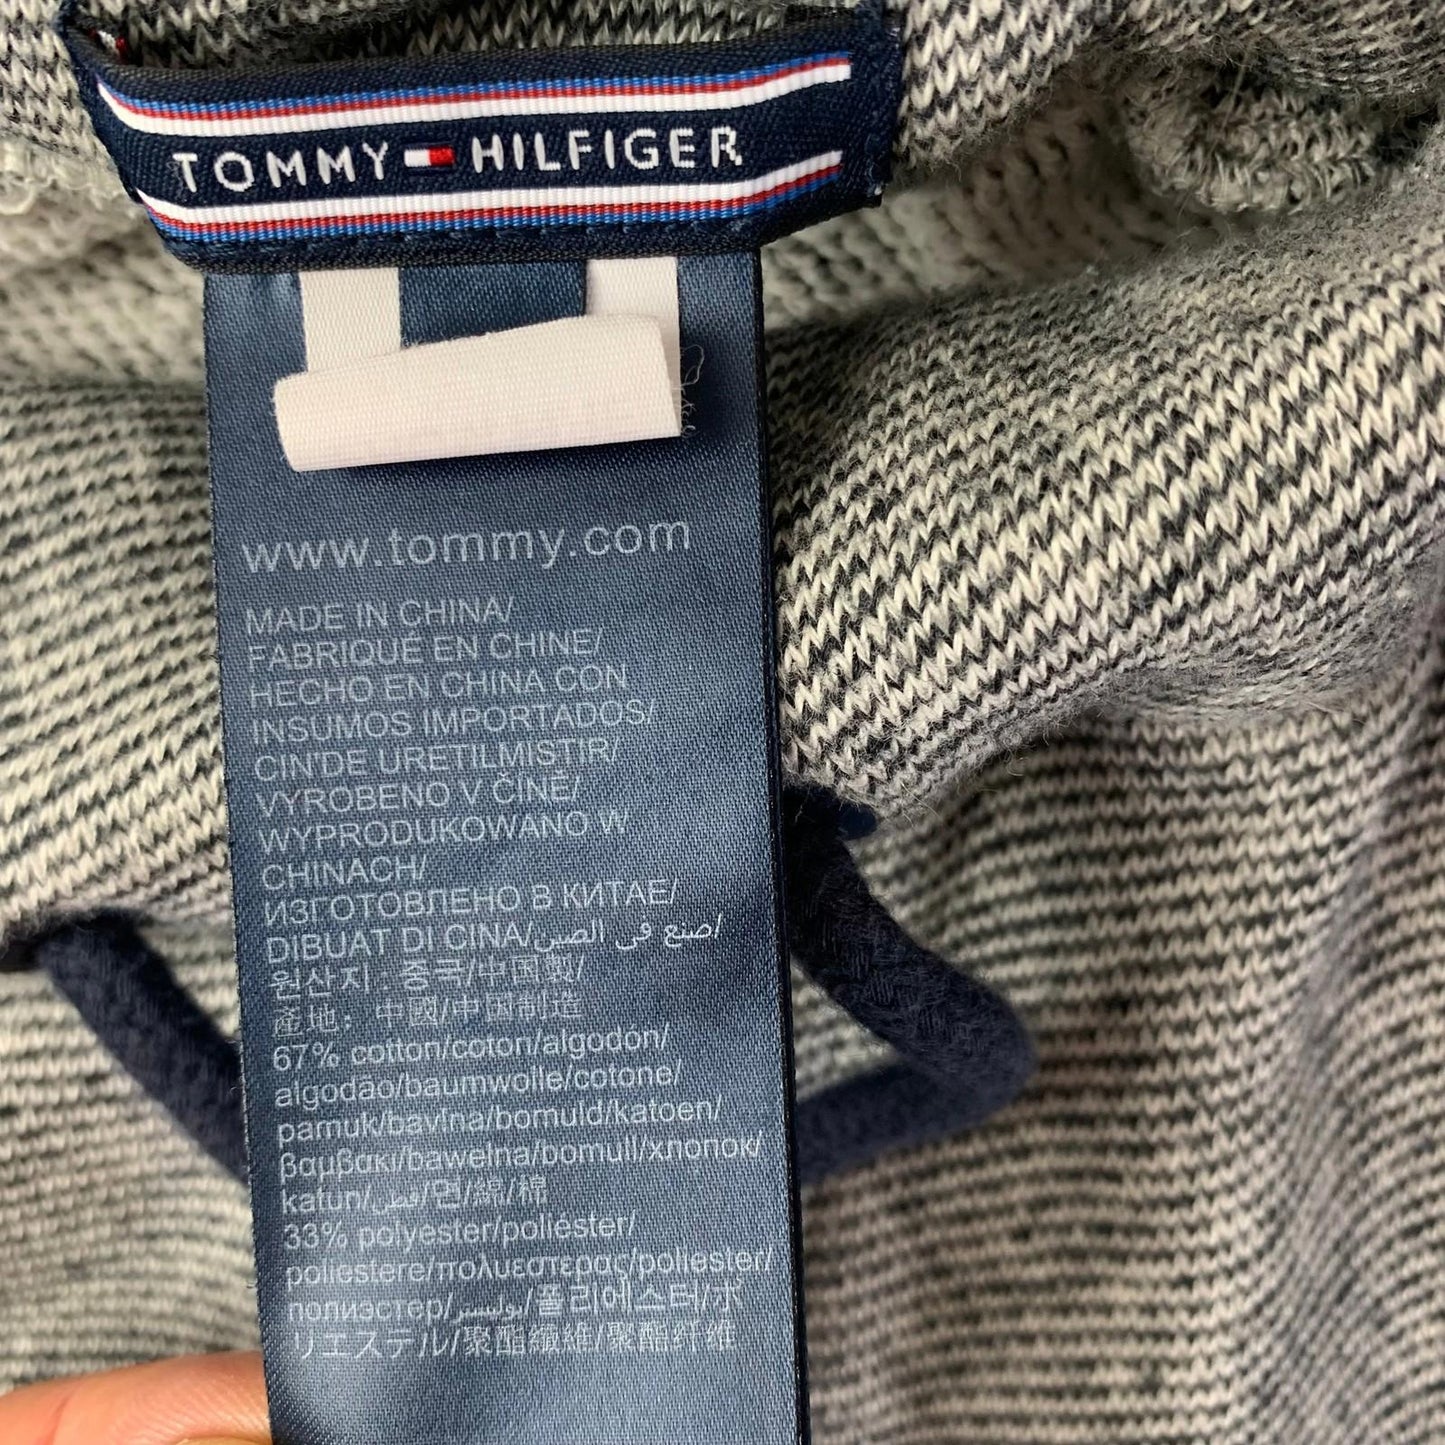 TOMMY HILFIGER
www.tommy.com
MADE IN CHINA/
FABRIQUÉ EN CHINE/
HECHO EN CHINA CON
INSUMOS IMPORTADOS/
CIN'DE URETILMISTIR/
VYROBENO V ČÍNĚ/
WYPRODUKOWANO W
CHINACH/
ИЗГОТОВЛЕНО В КИТАЕ/
DIBUAT DI CINA/صنع في الصين/
원산지 : 중국/中国製/
產地：中國/中国制造
67% cotton/coton/algodón/
algodão/baumwolle/cotone/
pamuk/bavlna/bomuld/katoen/
βαμβακι/bawełna/bomull/хлопок/
katun/قطن/면/綿/棉
33% polyester/poliéster/
poliestere/πολυεστερας/poliester/
полиэстер/بوليستر/폴리에스터/ポ
リエステル/聚酯纖維/聚酯纤维